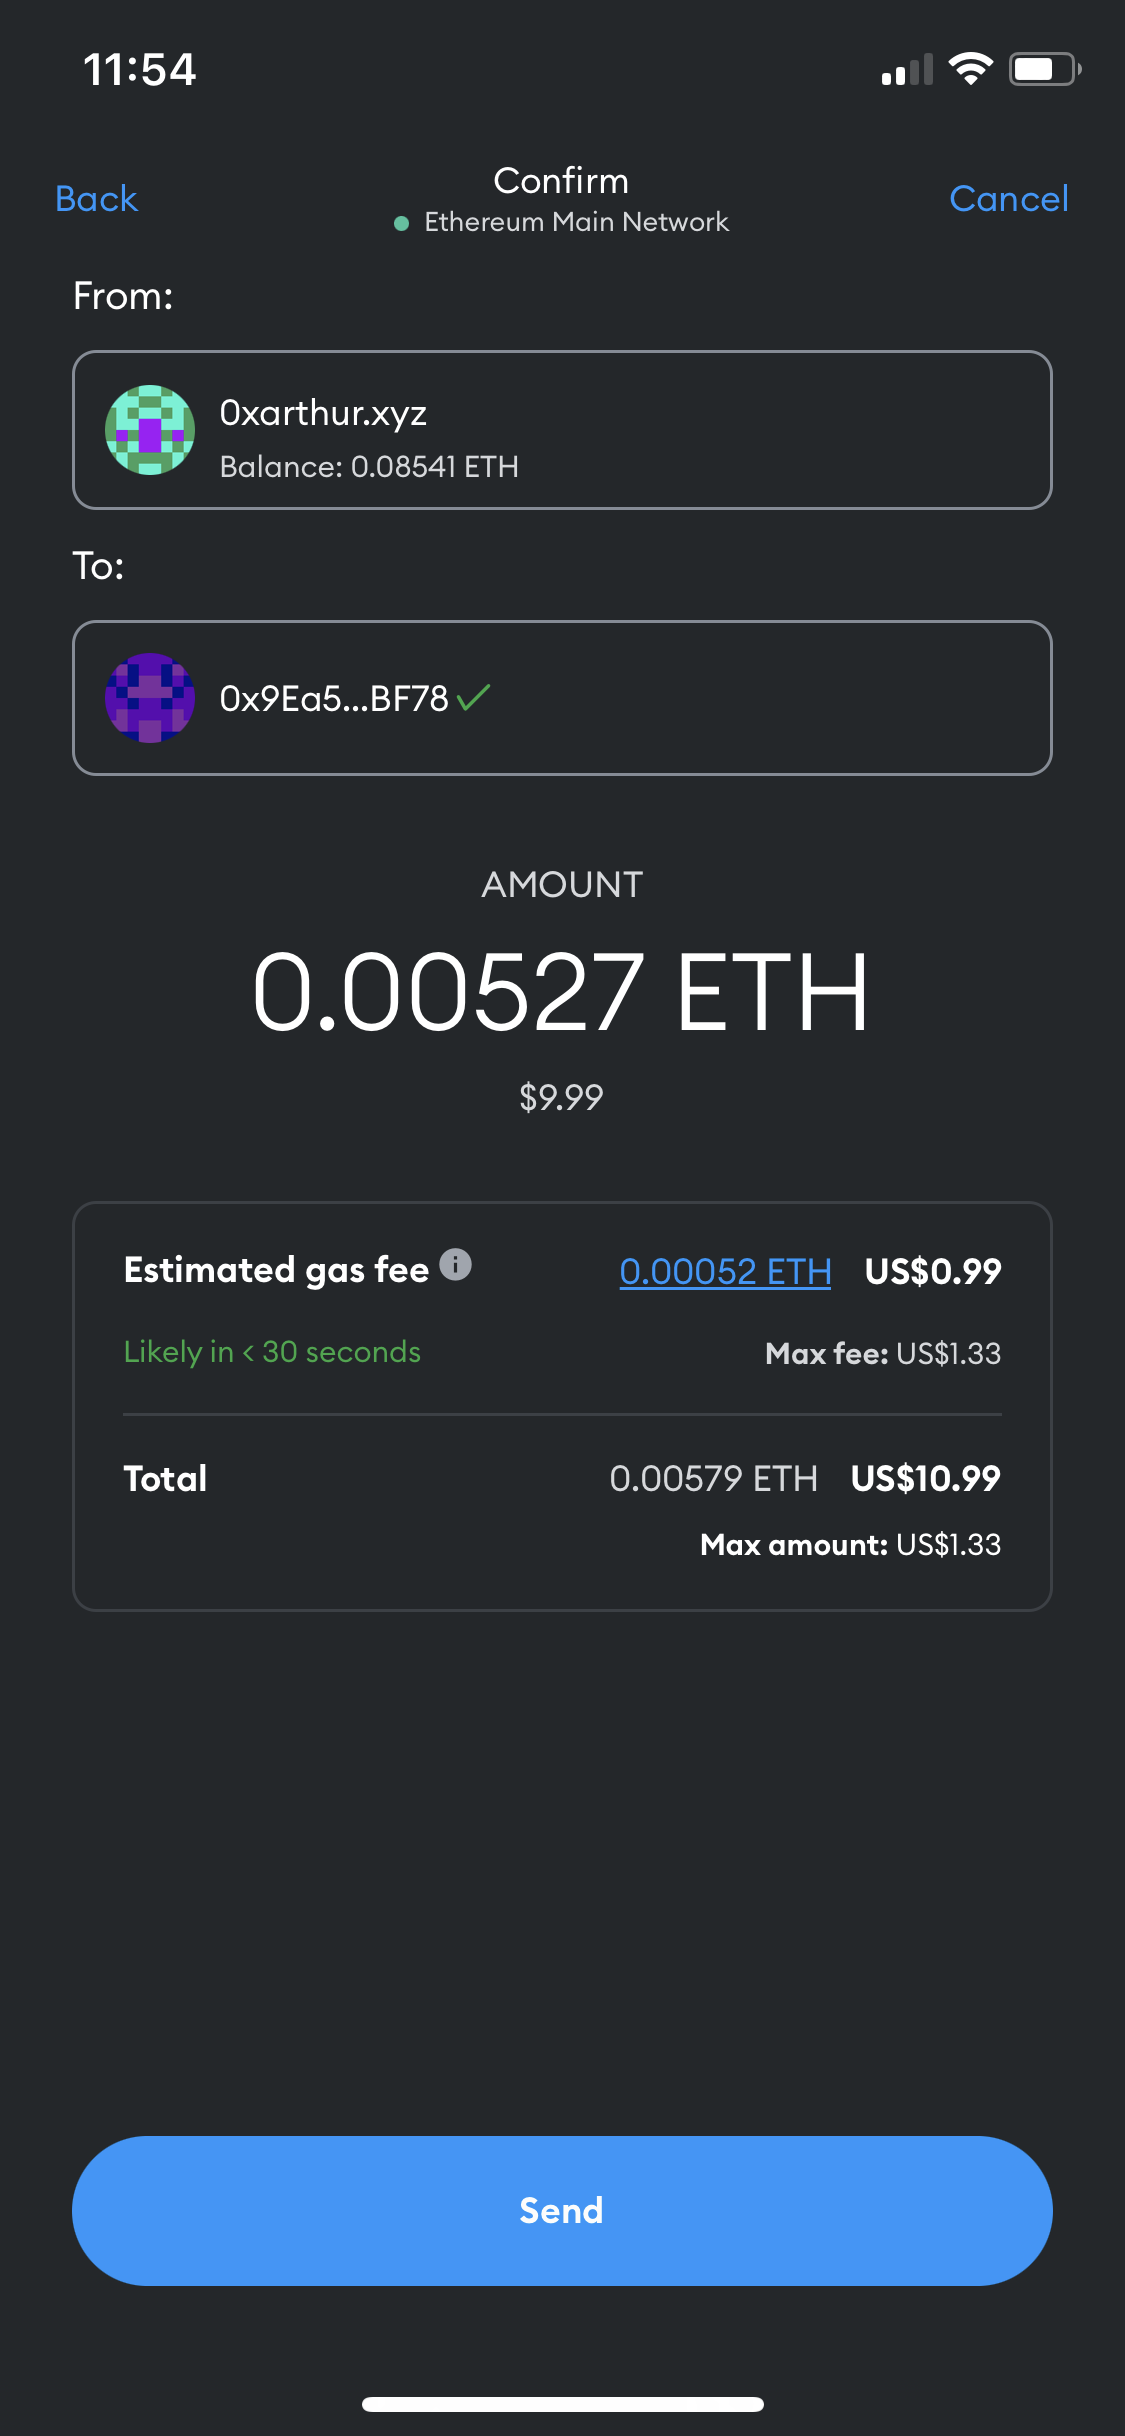 11:54
Back
Confirm
Cancel
Ethereum Main Network
From:
0xarthur.xyz
Balance: 0.08541 ETH
To:
0x9Ea5...BF78
AMOUNT
0.00527 ETH
$9.99
Estimated gas fee 0.00052 ETH US$0.99
Likely in < 30 seconds Max fee: US$1.33
Total 0.00579 ETH US$10.99
Max amount: US$1.33
Send